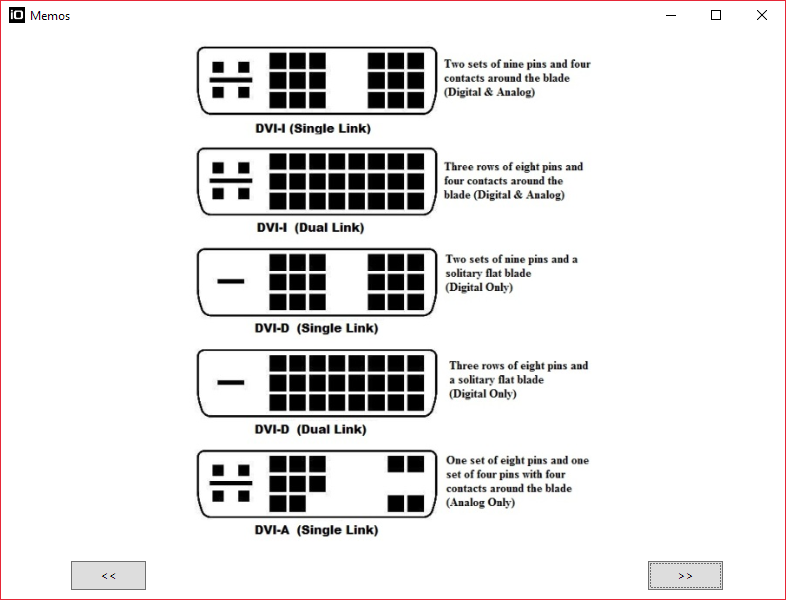 iO Memos
Two sets of nine pins and four
contacts around the blade
(Digital & Analog)
DVI-I (Single Link)
Three rows of eight pins and
four contacts around the
blade (Digital & Analog)
DVI-I (Dual Link)
Two sets of nine pins and a
solitary flat blade
(Digital Only)
DVI-D (Single Link)
Three rows of eight pins and
a solitary flat blade
(Digital Only)
DVI-D (Dual Link)
One set of eight pins and one
set of four pins with four
contacts around the blade
(Analog Only)
DVI-A (Single Link)
<<
>>